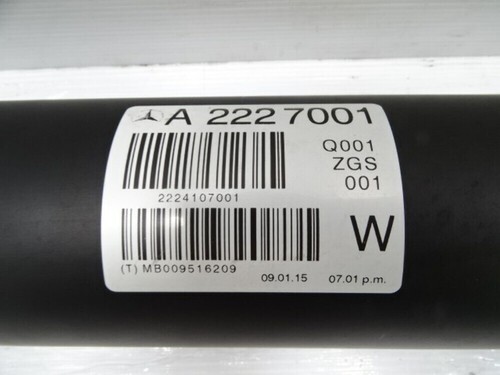 A 222 7001
Q001
ZGS
001
2224107001
W
(T) MB009516209
09.01.15 07.01 p.m.